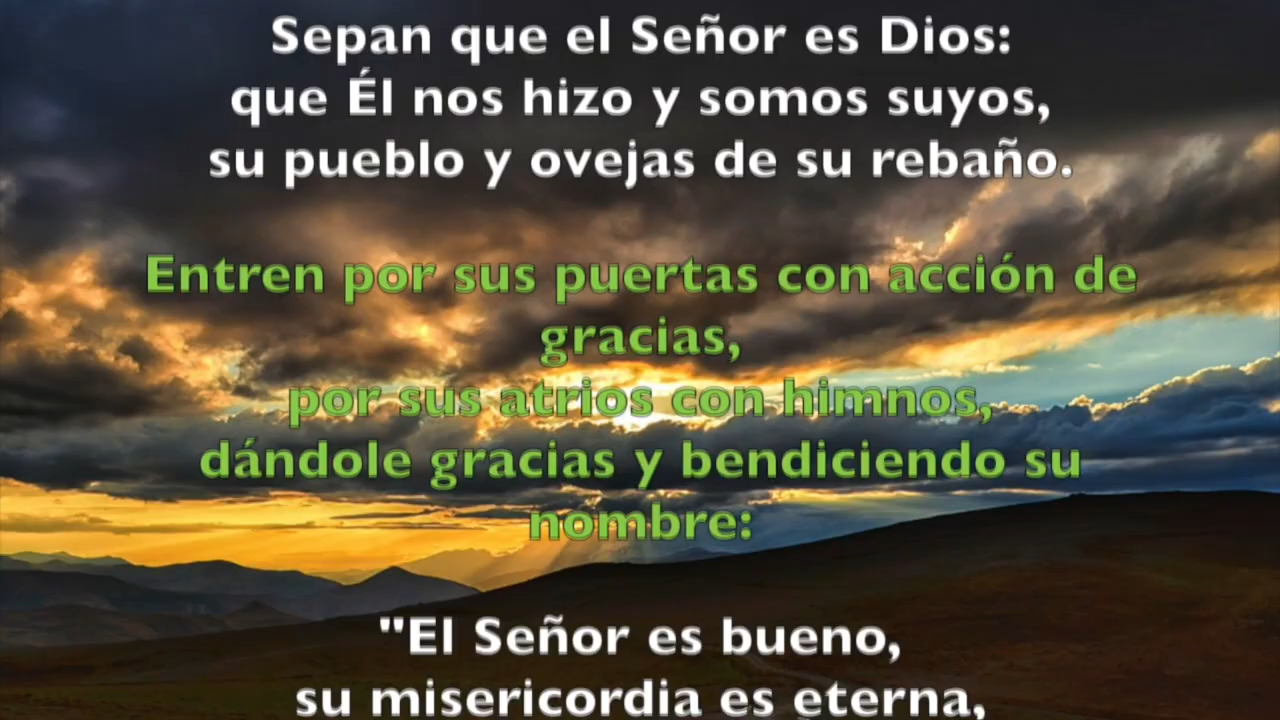 Sepan que el Señor es Dios:
que Él nos hizo y somos suyos,
su pueblo y ovejas de su rebaño.
Entren por sus puertas con acción de
gracias,
por sus atrios con himnos,
dándole gracias y bendiciendo su
nombre:
"El Señor es bueno,
su misericordia es eterna,